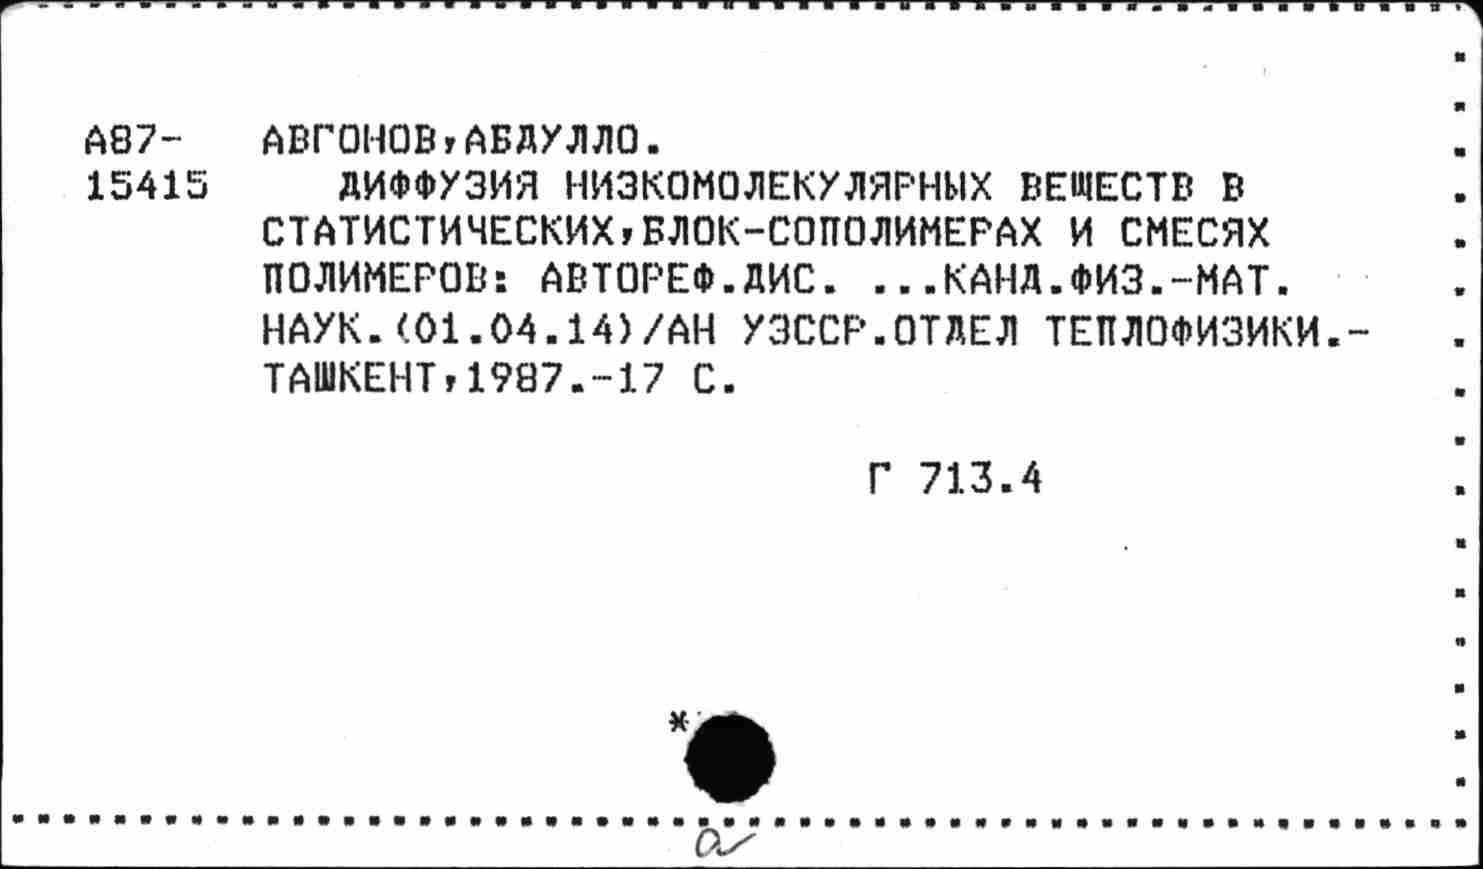 А87- АВГОНОВ,АБДУЛЛО.
15415 ДИФФУЗИЯ НИЗКОМОЛЕКУЛЯРНЫХ ВЕЩЕСТВ В
СТАТИСТИЧЕСКИХ,БЛОК-СОПОЛИМЕРАХ И СМЕСЯХ
ПОЛИМЕРОВ: АВТОРЕФ.ДИС. ...КАНД.ФИЗ.-МАТ.
НАУК.(01.04.14)/АН УЗССР.ОТДЕЛ ТЕПЛОФИЗИКИ.-
ТАШКЕНТ,1987.-17 С.
Г 713.4
*
а